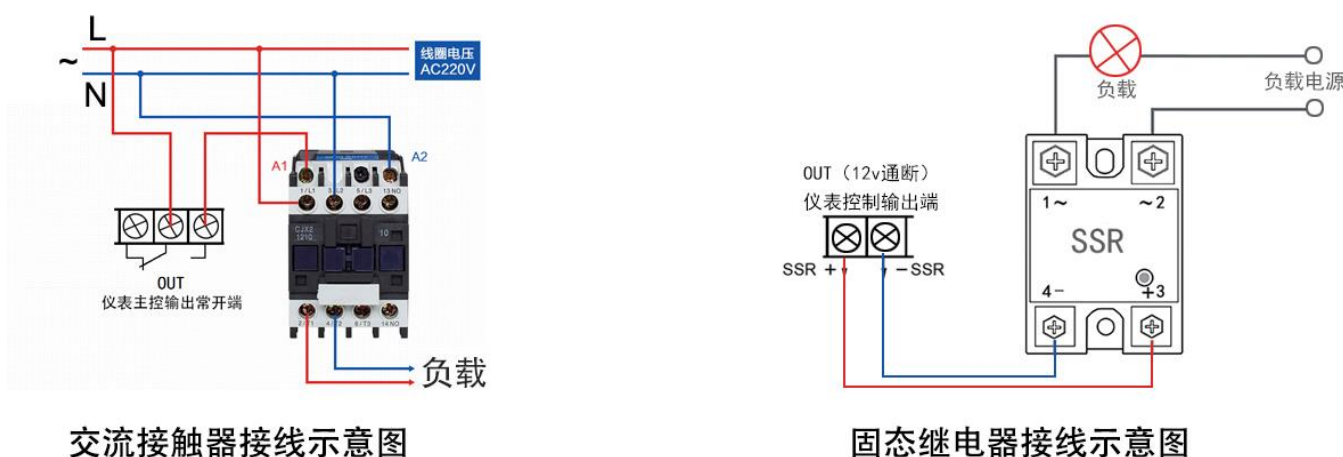 L
~
N
线圈电压
AC220V
A1
A2
1/L1 3/L2 5/L3 13NO
CJX2
1210
10
OUT
仪表主控输出常开端
2/T1 4/T2 6/T3 14NO
负载
交流接触器接线示意图
负载
负载电源
OUT（12v通断）
仪表控制输出端
SSR + -SSR
1~ ~2
SSR
4- +3
固态继电器接线示意图